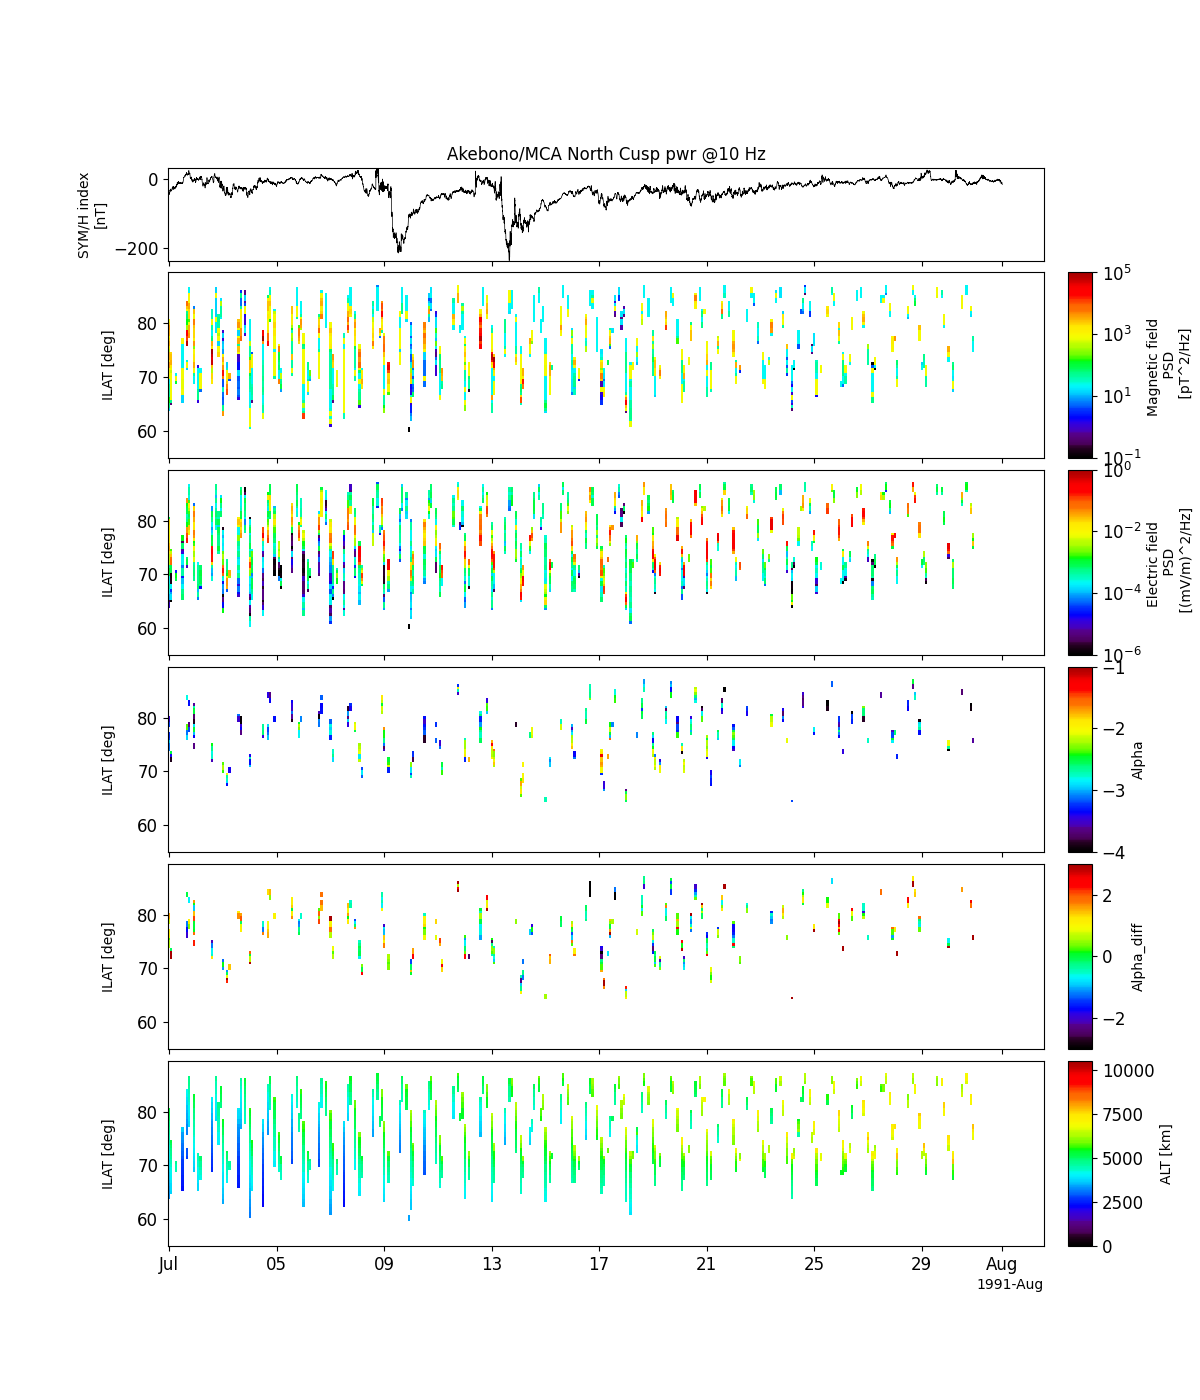 Akebono/MCA North Cusp pwr @10 Hz
SYM/H index
[nT]
0
−200
ILAT [deg]
80
70
60
10^5
10^3
10^1
10^-1
Magnetic field
PSD
[pT^2/Hz]
ILAT [deg]
80
70
60
10^0
10^-2
10^-4
10^-6
Electric field
PSD
[(mV/m)^2/Hz]
ILAT [deg]
80
70
60
−1
−2
−3
−4
Alpha
ILAT [deg]
80
70
60
2
0
−2
Alpha_diff
ILAT [deg]
80
70
60
10000
7500
5000
2500
0
ALT [km]
Jul 05 09 13 17 21 25 29 Aug
1991-Aug